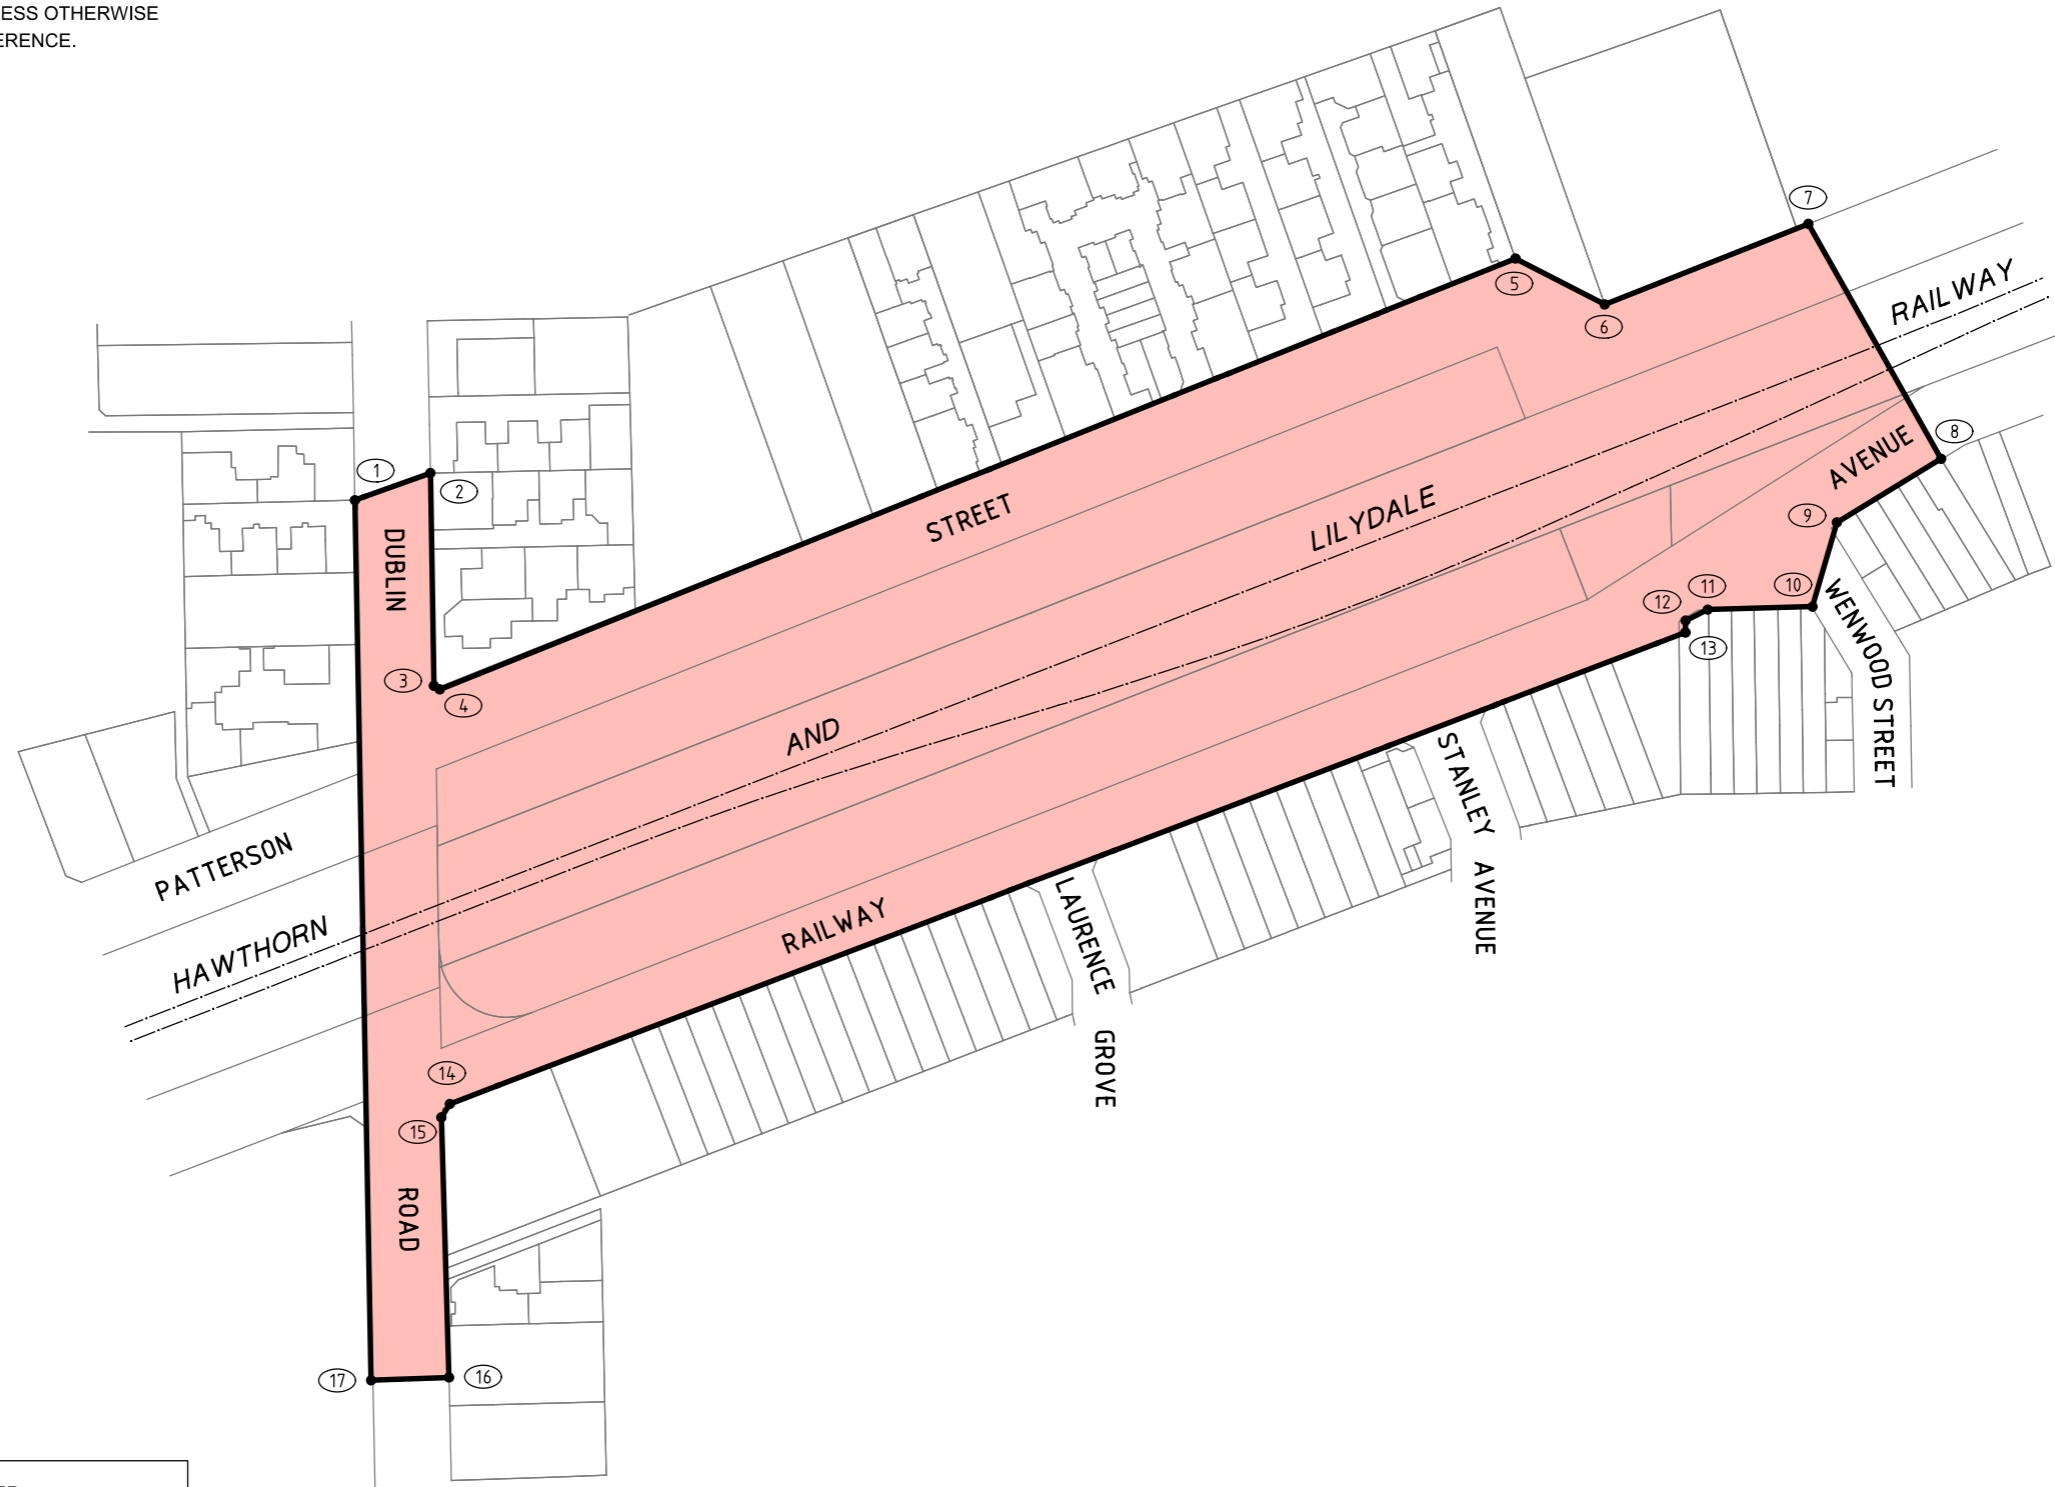 ESS OTHERWISE
ERENCE.
7
RAILWAY
5
6
8
1
2
AVENUE
STREET
LILYDALE
9
DUBLIN
12
11
10
13
WENWOOD STREET
3
4
AND
STANLEY AVENUE
PATTERSON
HAWTHORN
RAILWAY
LAURENCE GROVE
14
15
ROAD
17
16